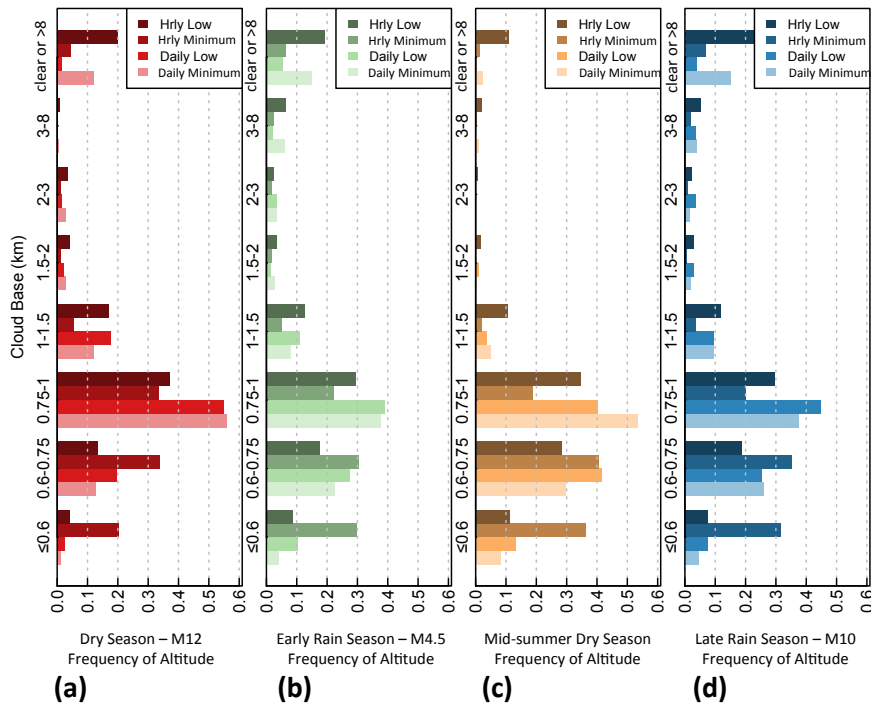 Cloud Base (km)
clear or >8
3-8
2-3
1.5-2
1-1.5
0.75-1
0.6-0.75
≤0.6
Hrly Low
Hrly Minimum
Daily Low
Daily Minimum
0.0 0.1 0.2 0.3 0.4 0.5 0.6
Dry Season – M12
Frequency of Altitude
(a)
clear or >8
3-8
2-3
1.5-2
1-1.5
0.75-1
0.6-0.75
≤0.6
Hrly Low
Hrly Minimum
Daily Low
Daily Minimum
0.0 0.1 0.2 0.3 0.4 0.5 0.6
Early Rain Season – M4.5
Frequency of Altitude
(b)
clear or >8
3-8
2-3
1.5-2
1-1.5
0.75-1
0.6-0.75
≤0.6
Hrly Low
Hrly Minimum
Daily Low
Daily Minimum
0.0 0.1 0.2 0.3 0.4 0.5 0.6
Mid-summer Dry Season
Frequency of Altitude
(c)
clear or >8
3-8
2-3
1.5-2
1-1.5
0.75-1
0.6-0.75
≤0.6
Hrly Low
Hrly Minimum
Daily Low
Daily Minimum
0.0 0.1 0.2 0.3 0.4 0.5 0.6
Late Rain Season – M10
Frequency of Altitude
(d)